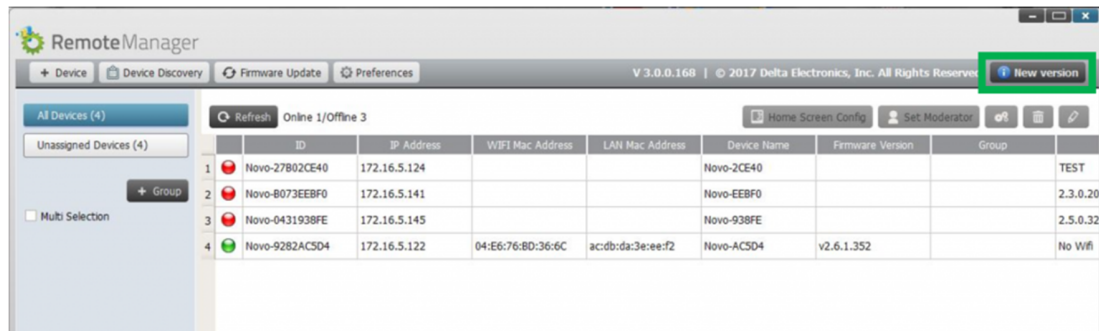 RemoteManager
+ Device Device Discovery Firmware Update Preferences V 3.0.0.168 | © 2017 Delta Electronics, Inc. All Rights Reserved New version
All Devices (4) Refresh Online 1/Offline 3 Home Screen Config Set Moderator
Unassigned Devices (4) ID IP Address WIFI Mac Address LAN Mac Address Device Name Firmware Version Group
1 Novo-27B02CE40 172.16.5.124 Novo-2CE40 TEST
+ Group 2 Novo-B073EEBF0 172.16.5.141 Novo-EEBF0 2.3.0.20
Multi Selection 3 Novo-0431938FE 172.16.5.145 Novo-938FE 2.5.0.32
4 Novo-9282AC5D4 172.16.5.122 04:E6:76:BD:36:6C ac:db:da:3e:ee:f2 Novo-AC5D4 v2.6.1.352 No Wifi